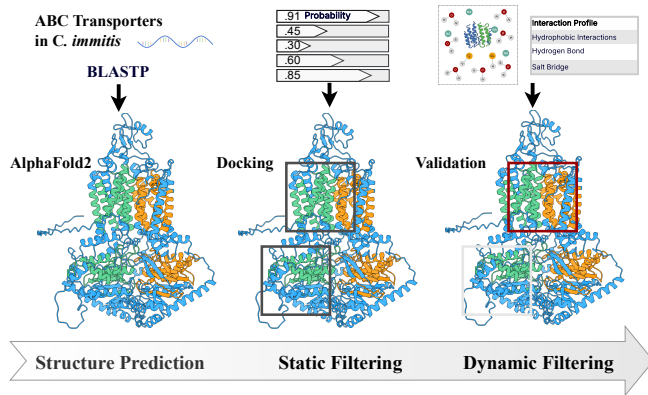 ABC Transporters
in C. immitis
BLASTP
AlphaFold2
.91 Probability
.45
.30
.60
.85
Docking
Interaction Profile
Hydrophobic Interactions
Hydrogen Bond
Salt Bridge
Validation
Structure Prediction
Static Filtering
Dynamic Filtering